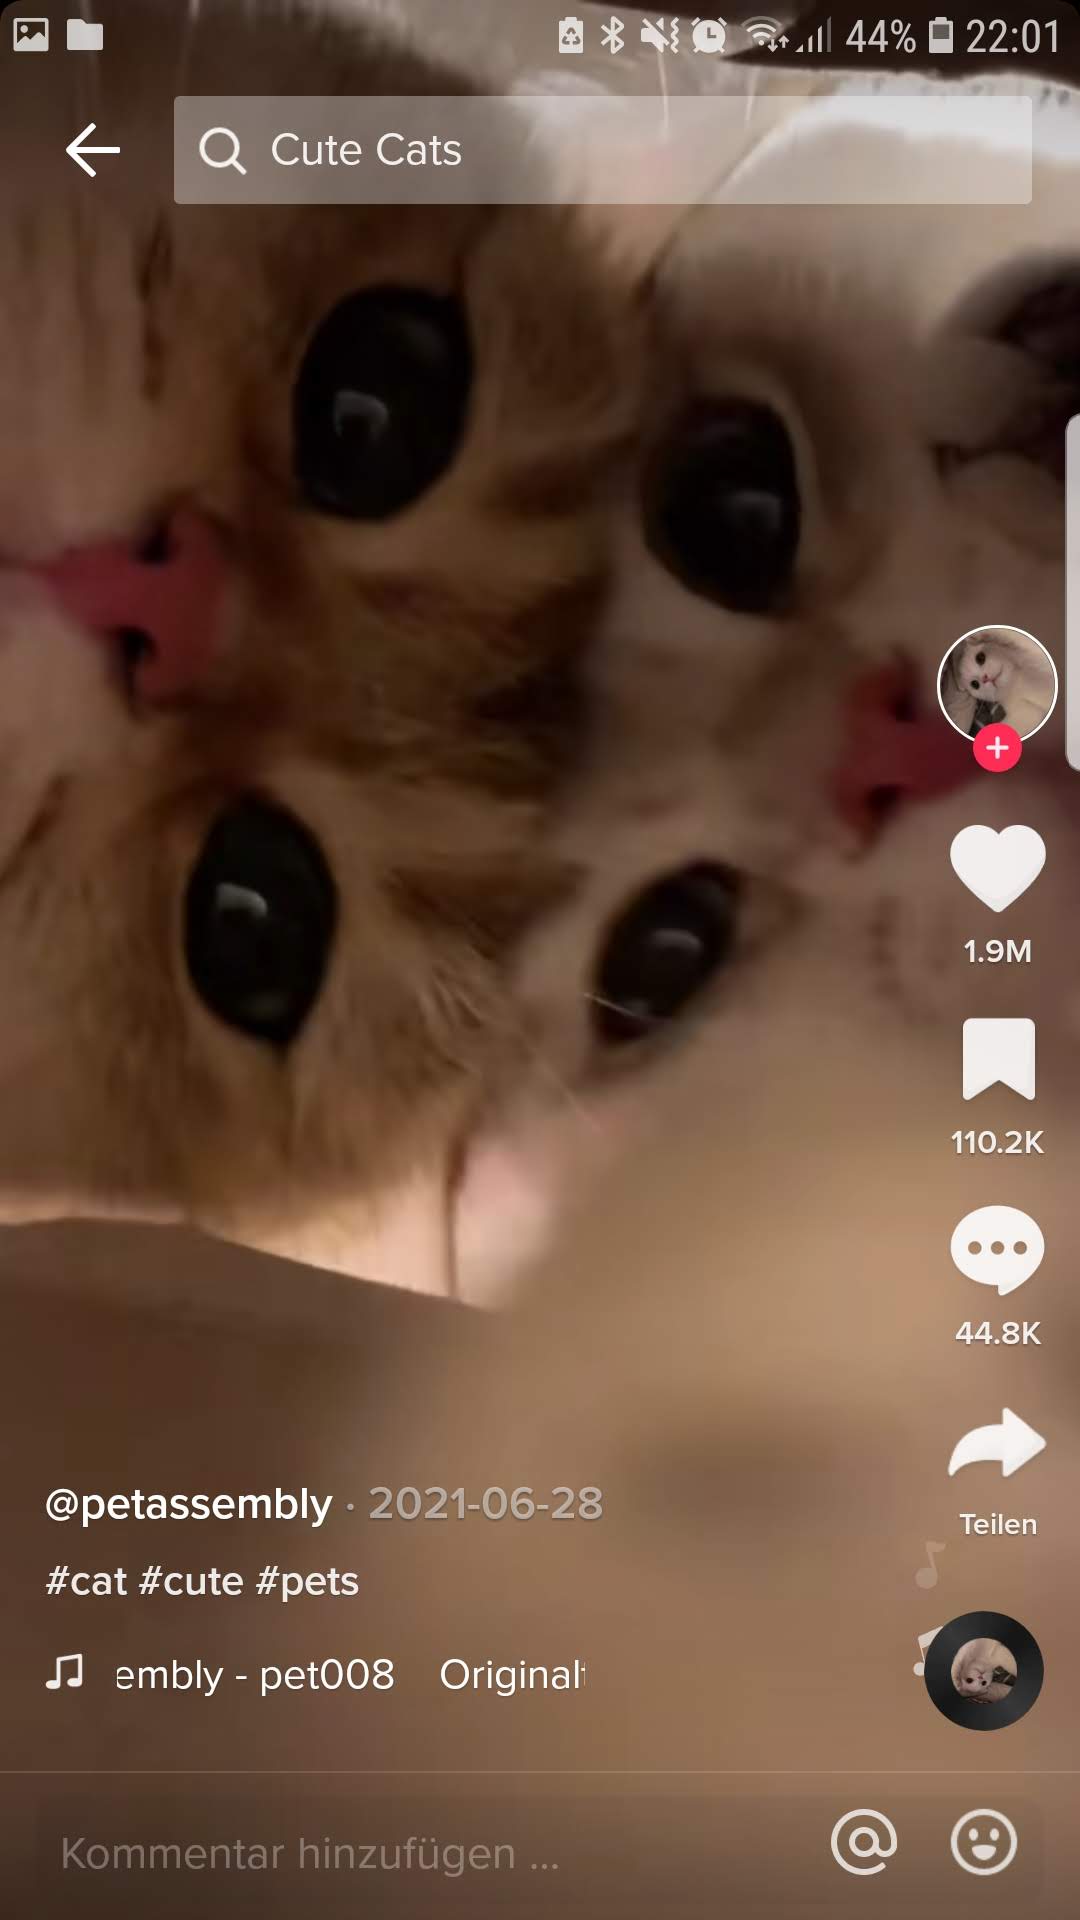 44% 22:01
Cute Cats
1.9M
110.2K
44.8K
Teilen
@petassembly · 2021-06-28
#cat #cute #pets
embly - pet008 Original
Kommentar hinzufügen ...